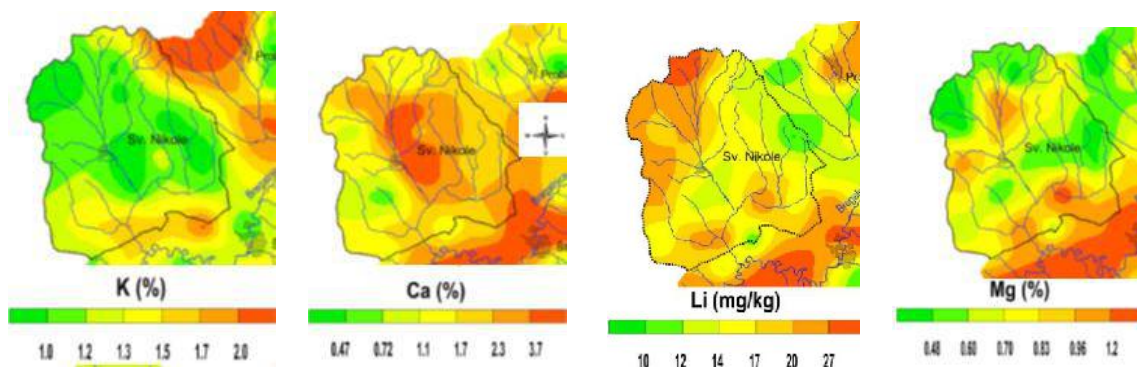 Sv. Nikole
K (%)
1.0 1.2 1.3 1.5 1.7 2.0
Sv. Nikole
Ca (%)
0.47 0.72 1.1 1.7 2.3 3.7
Sv. Nikole
Li (mg/kg)
10 12 14 17 20 27
Sv. Nikole
Mg (%)
0.48 0.60 0.70 0.83 0.96 1.2